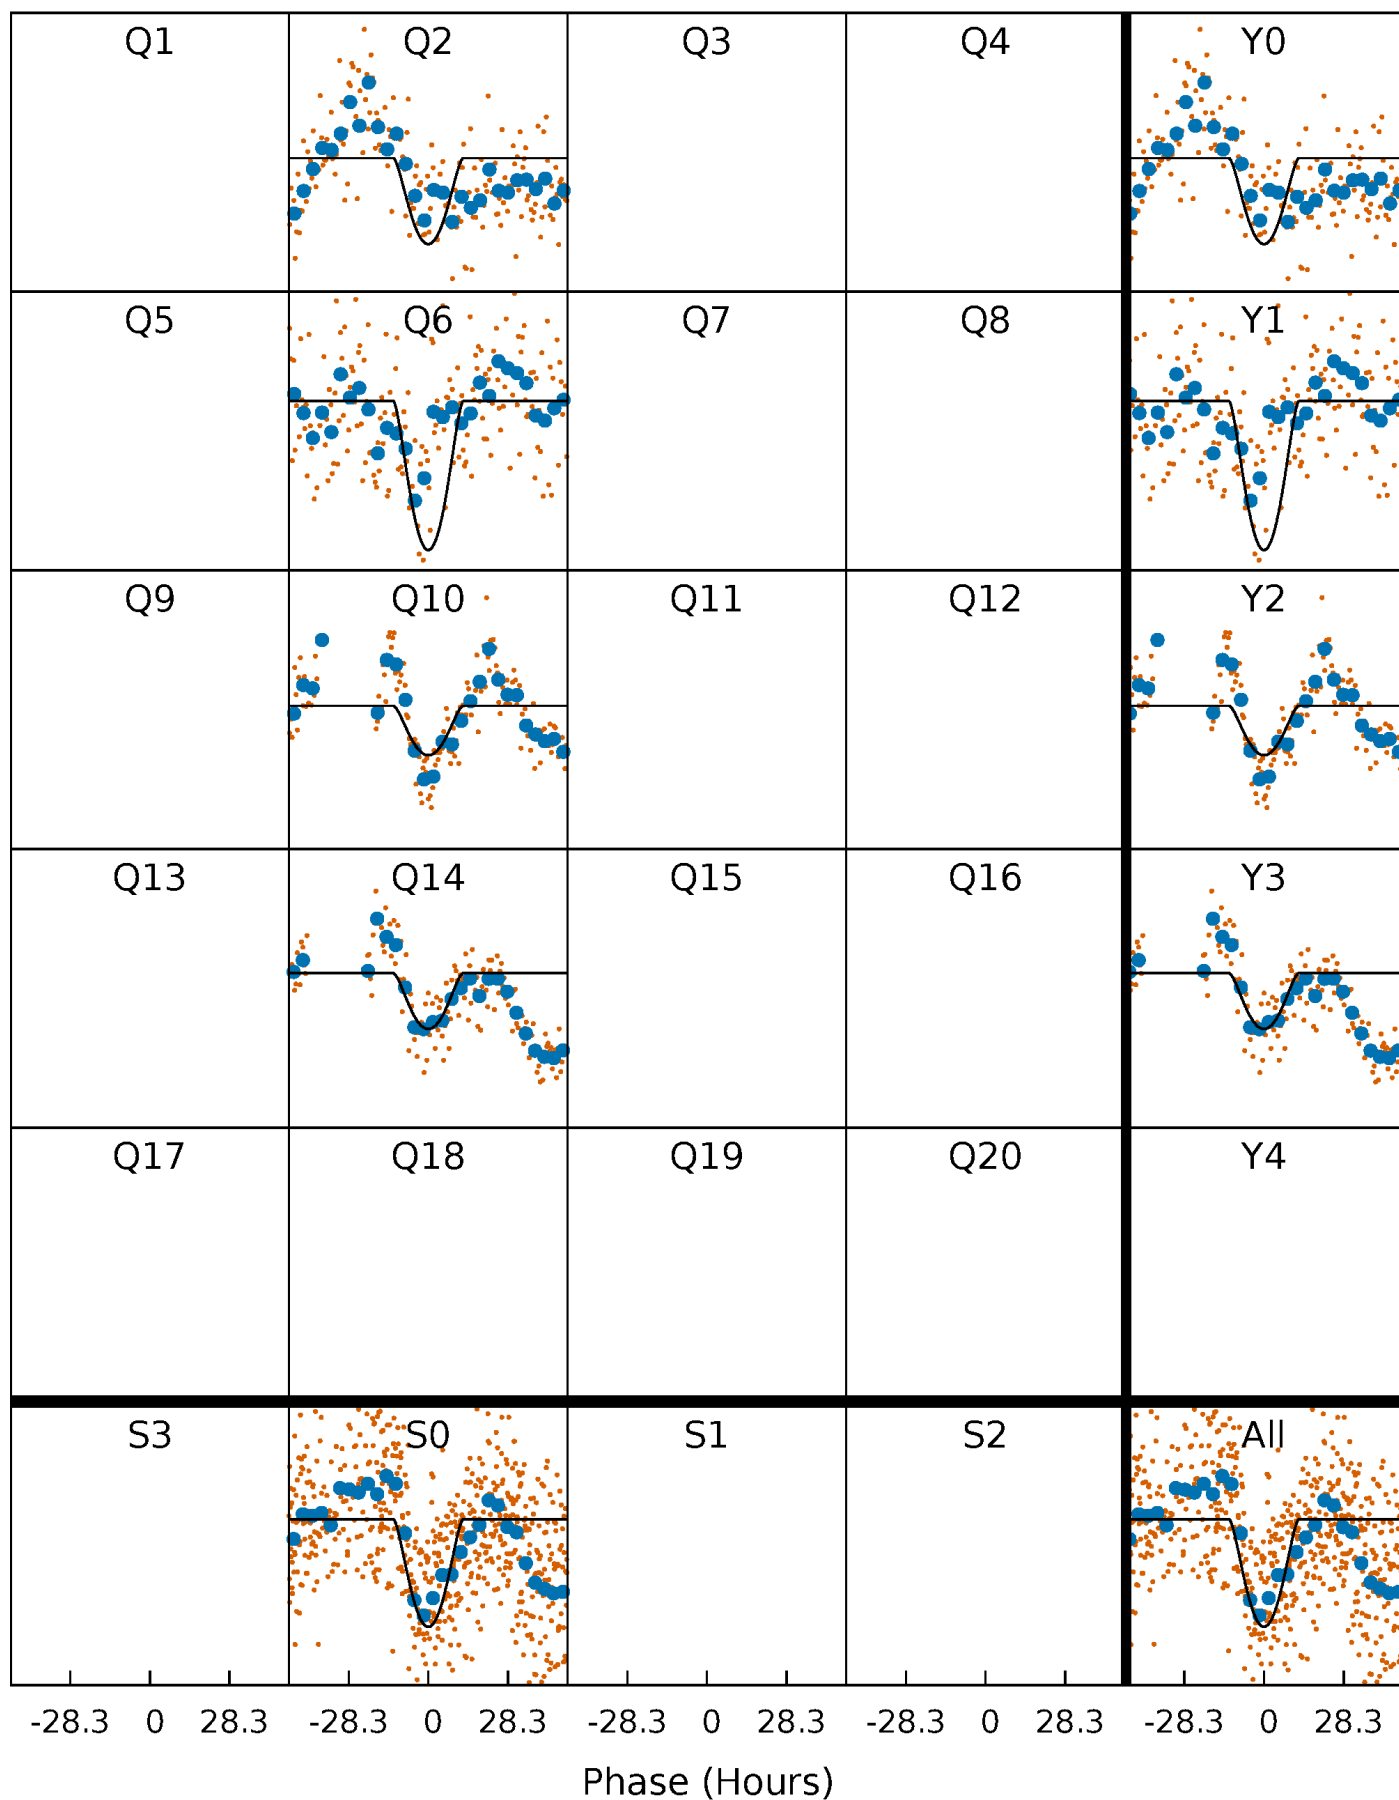 Q1 Q2 Q3 Q4 Y0
Q5 Q6 Q7 Q8 Y1
Q9 Q10 Q11 Q12 Y2
Q13 Q14 Q15 Q16 Y3
Q17 Q18 Q19 Q20 Y4
S3 S0 S1 S2 All
-28.3 0 28.3 -28.3 0 28.3 -28.3 0 28.3 -28.3 0 28.3 -28.3 0 28.3
Phase (Hours)